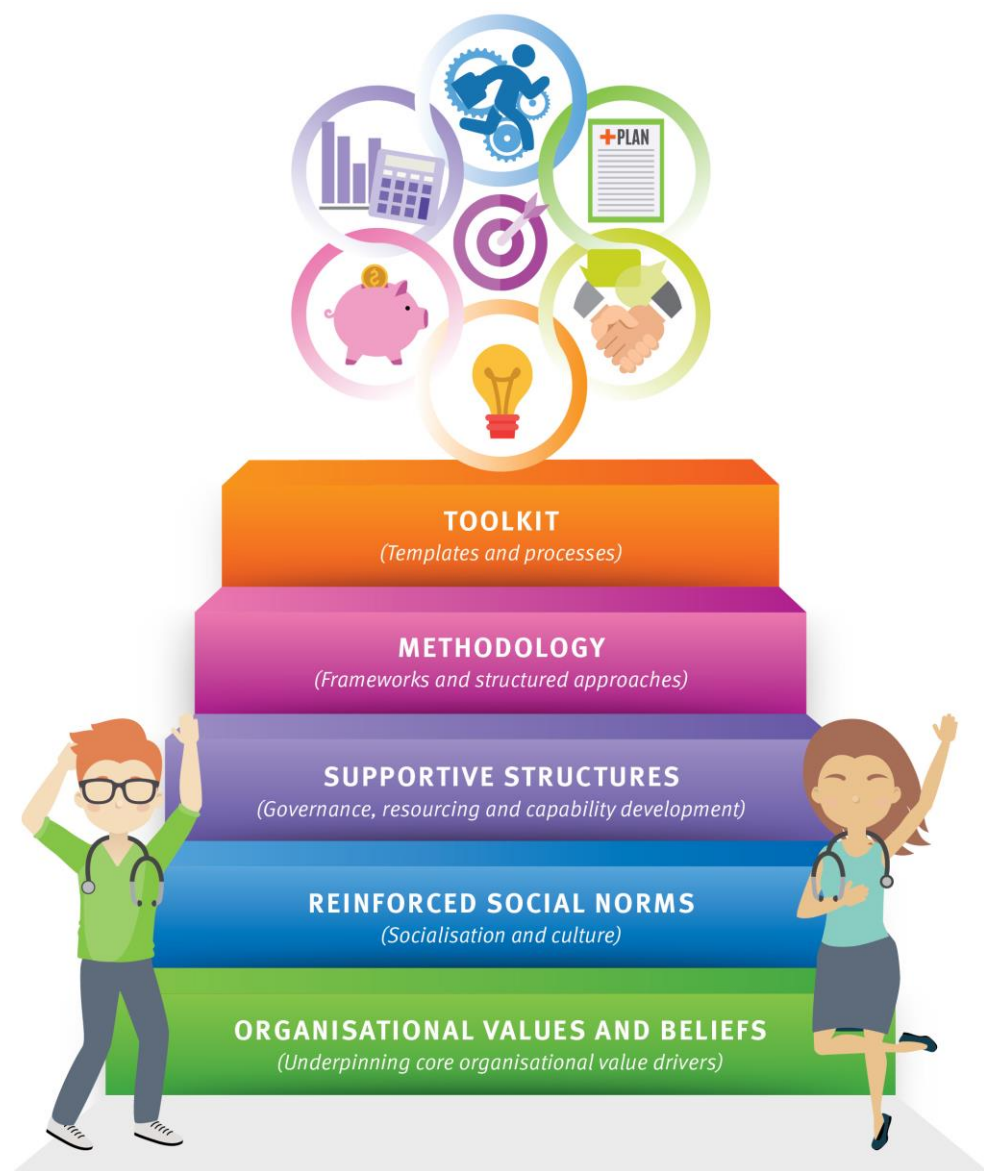 +PLAN
$
TOOLKIT
(Templates and processes)
METHODOLOGY
(Frameworks and structured approaches)
SUPPORTIVE STRUCTURES
(Governance, resourcing and capability development)
REINFORCED SOCIAL NORMS
(Socialisation and culture)
ORGANISATIONAL VALUES AND BELIEFS
(Underpinning core organisational value drivers)